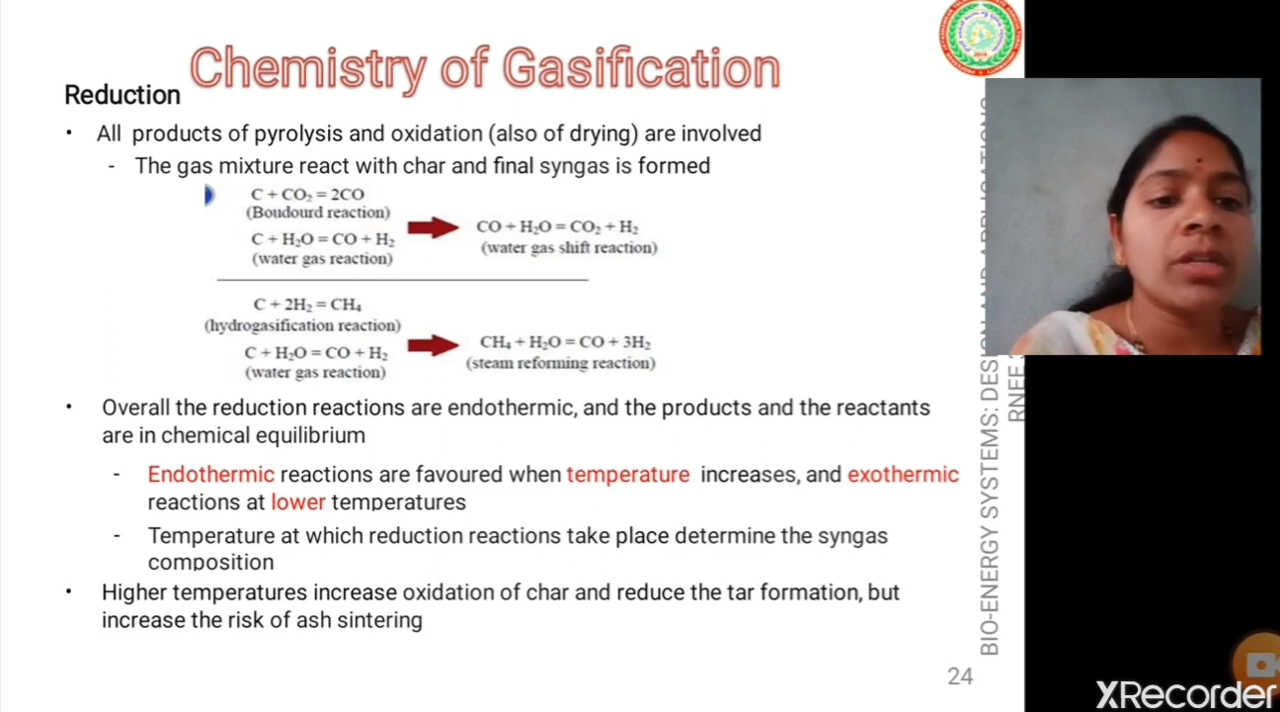 Chemistry of Gasification
Reduction
• All products of pyrolysis and oxidation (also of drying) are involved
- The gas mixture react with char and final syngas is formed
C + CO₂ = 2CO
(Boudourd reaction)
C + H₂O = CO + H₂
(water gas reaction)
CO + H₂O = CO₂ + H₂
(water gas shift reaction)
C + 2H₂ = CH₄
(hydrogasification reaction)
C + H₂O = CO + H₂
(water gas reaction)
CH₄ + H₂O = CO + 3H₂
(steam reforming reaction)
• Overall the reduction reactions are endothermic, and the products and the reactants
are in chemical equilibrium
- Endothermic reactions are favoured when temperature increases, and exothermic
reactions at lower temperatures
- Temperature at which reduction reactions take place determine the syngas
composition
• Higher temperatures increase oxidation of char and reduce the tar formation, but
increase the risk of ash sintering
BIO-ENERGY SYSTEMS: DESIGN AND APPLICATIONS
RNEE
24
XRecorder